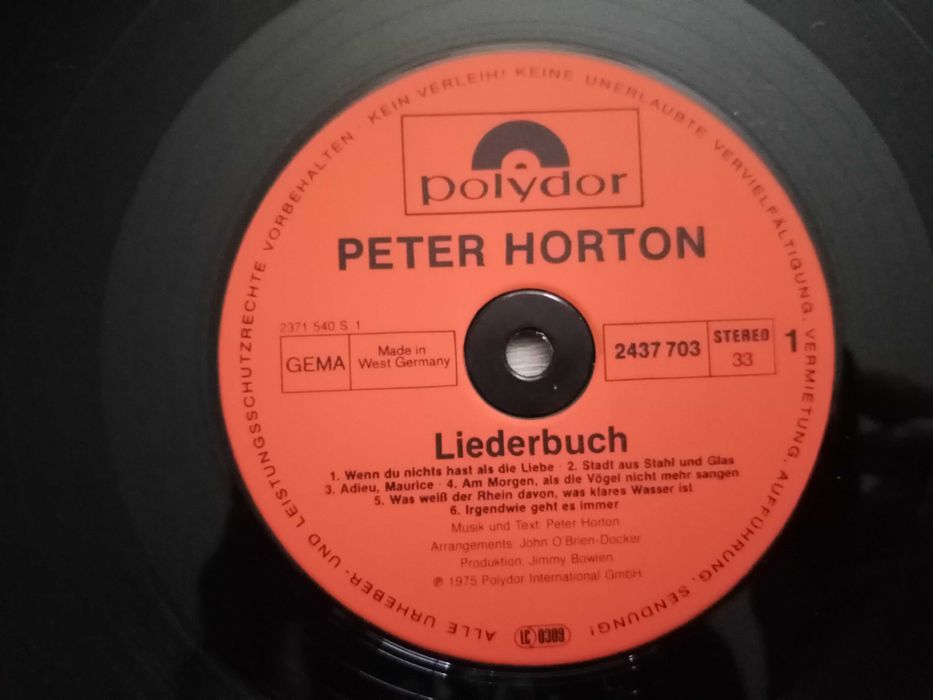 ALLE URHEBER- UND LEISTUNGSSCHUTZRECHTE VORBEHALTEN · KEIN VERLEIH! KEINE UNERLAUBTE VERVIELFÄLTIGUNG, VERMIETUNG, AUFFÜHRUNG, SENDUNG!
polydor
PETER HORTON
2371 540 S 1
GEMA
Made in
West Germany
2437 703
STEREO
33
1
Liederbuch
1. Wenn du nichts hast als die Liebe · 2. Stadt aus Stahl und Glas
3. Adieu, Maurice · 4. Am Morgen, als die Vögel nicht mehr sangen
5. Was weiß der Rhein davon, was klares Wasser ist
6. Irgendwie geht es immer
Musik und Text: Peter Horton
Arrangements: John O'Brien-Docker
Produktion: Jimmy Bowien
℗ 1975 Polydor International GmbH
LC 0309